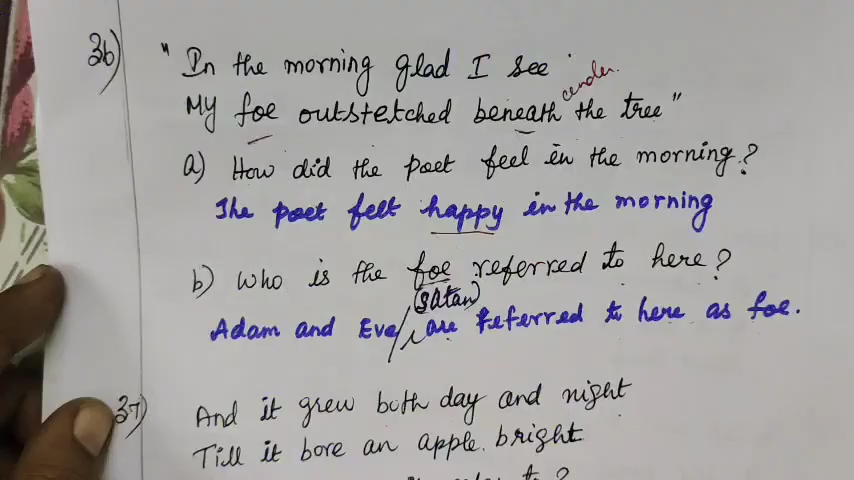 36) "In the morning glad I see
under
My foe outstetched beneath the tree"
a) How did the poet feel in the morning?
The poet felt happy in the morning
b) Who is the foe referred to here?
(satan)
Adam and Eve/ are referred to here as foe.
37) And it grew both day and night
Till it bore an apple bright